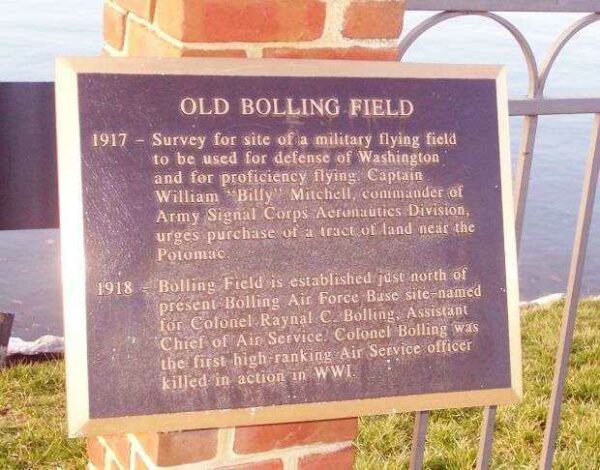 OLD BOLLING FIELD
1917 – Survey for site of a military flying field
to be used for defense of Washington
and for proficiency flying. Captain
William "Billy" Mitchell, commander of
Army Signal Corps Aeronautics Division,
urges purchase of a tract of land near the
Potomac.
1918 – Bolling Field is established just north of
present Bolling Air Force Base site–named
for Colonel Raynal C. Bolling, Assistant
Chief of Air Service. Colonel Bolling was
the first high-ranking Air Service officer
killed in action in WWI.